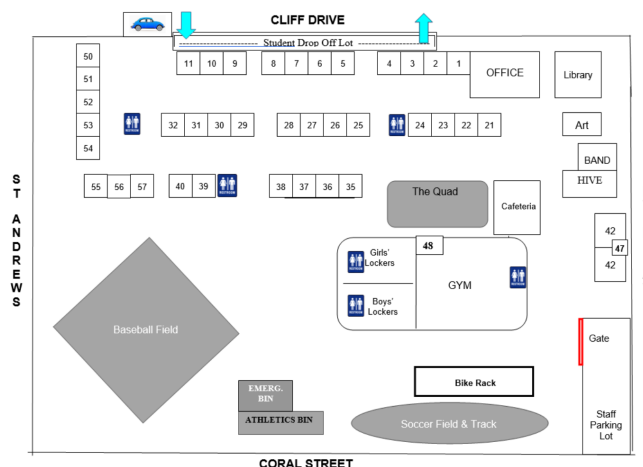 CLIFF DRIVE
Student Drop Off Lot
11 10 9 8 7 6 5 4 3 2 1
OFFICE
Library
50
51
52
53
54
32 31 30 29 28 27 26 25 24 23 22 21
Art
BAND
HIVE
55 56 57 40 39 38 37 36 35
The Quad
Cafeteria
42
47
42
ST ANDREWS
48
Girls'
Lockers
GYM
Boys'
Lockers
Baseball Field
Gate
Bike Rack
EMERG.
BIN
ATHLETICS BIN
Soccer Field & Track
Staff
Parking
Lot
CORAL STREET